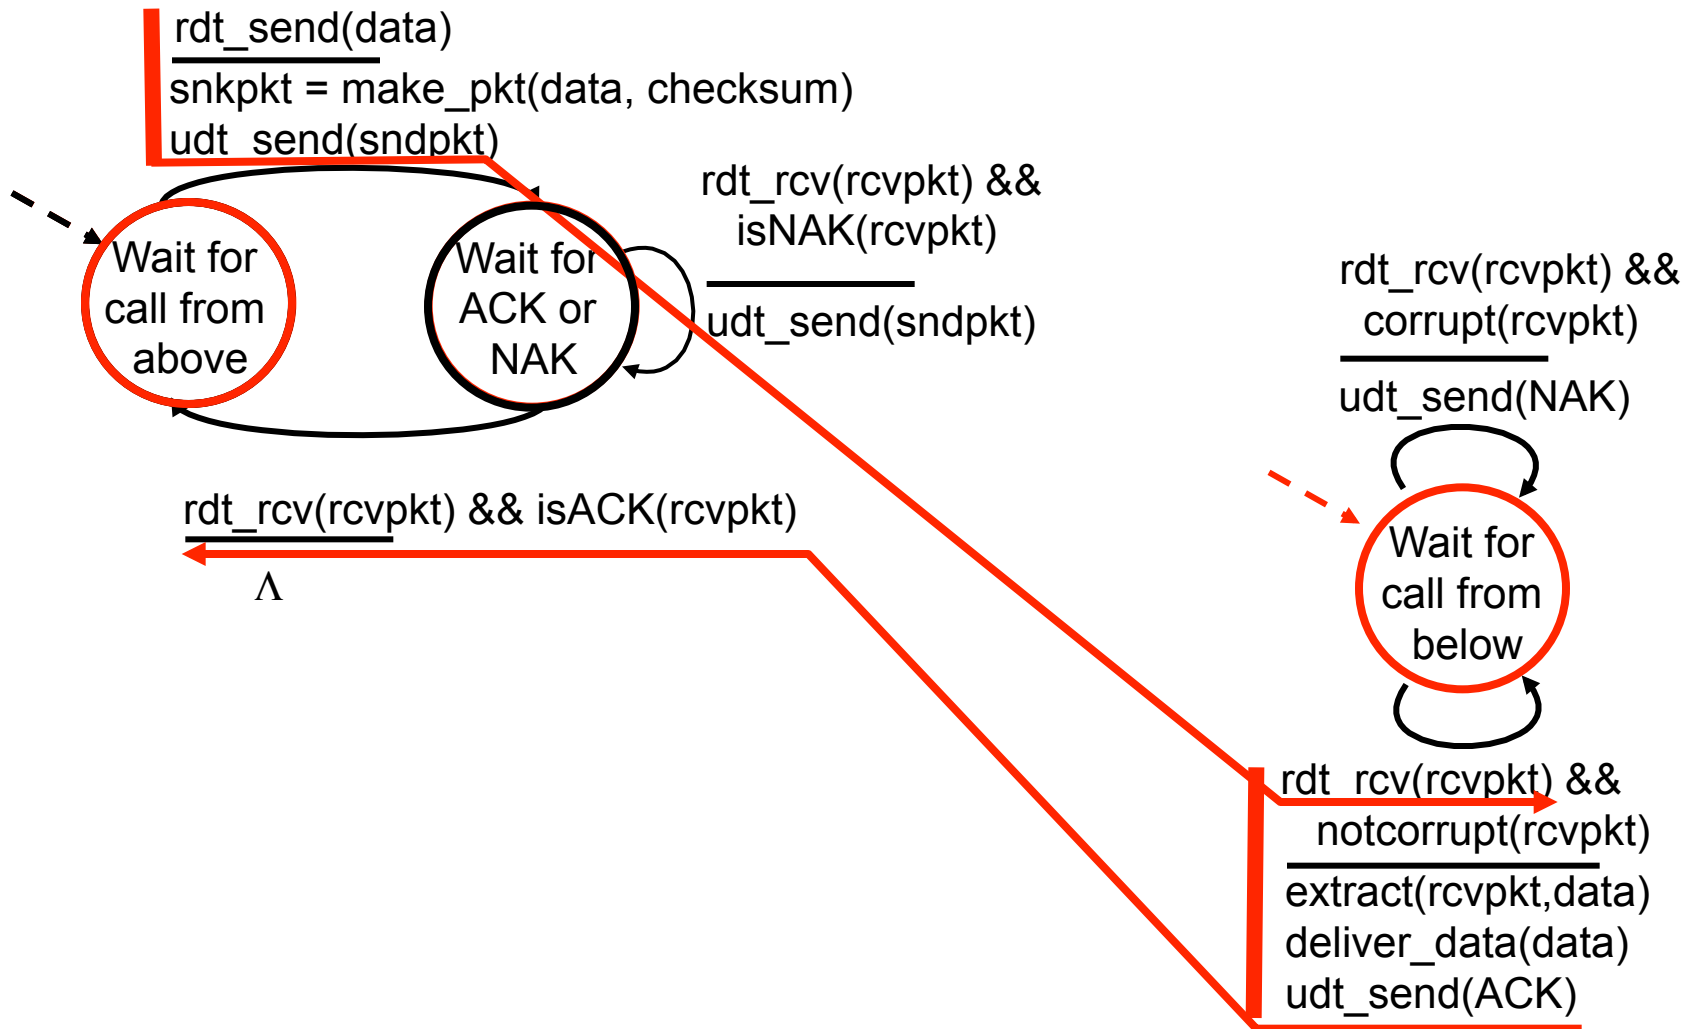 rdt_send(data)
snkpkt = make_pkt(data, checksum)
udt_send(sndpkt)
rdt_rcv(rcvpkt) &&
isNAK(rcvpkt)
udt_send(sndpkt)
Wait for
call from
above
Wait for
ACK or
NAK
rdt_rcv(rcvpkt) && isACK(rcvpkt)
Λ
rdt_rcv(rcvpkt) &&
corrupt(rcvpkt)
udt_send(NAK)
Wait for
call from
below
rdt_rcv(rcvpkt) &&
notcorrupt(rcvpkt)
extract(rcvpkt,data)
deliver_data(data)
udt_send(ACK)